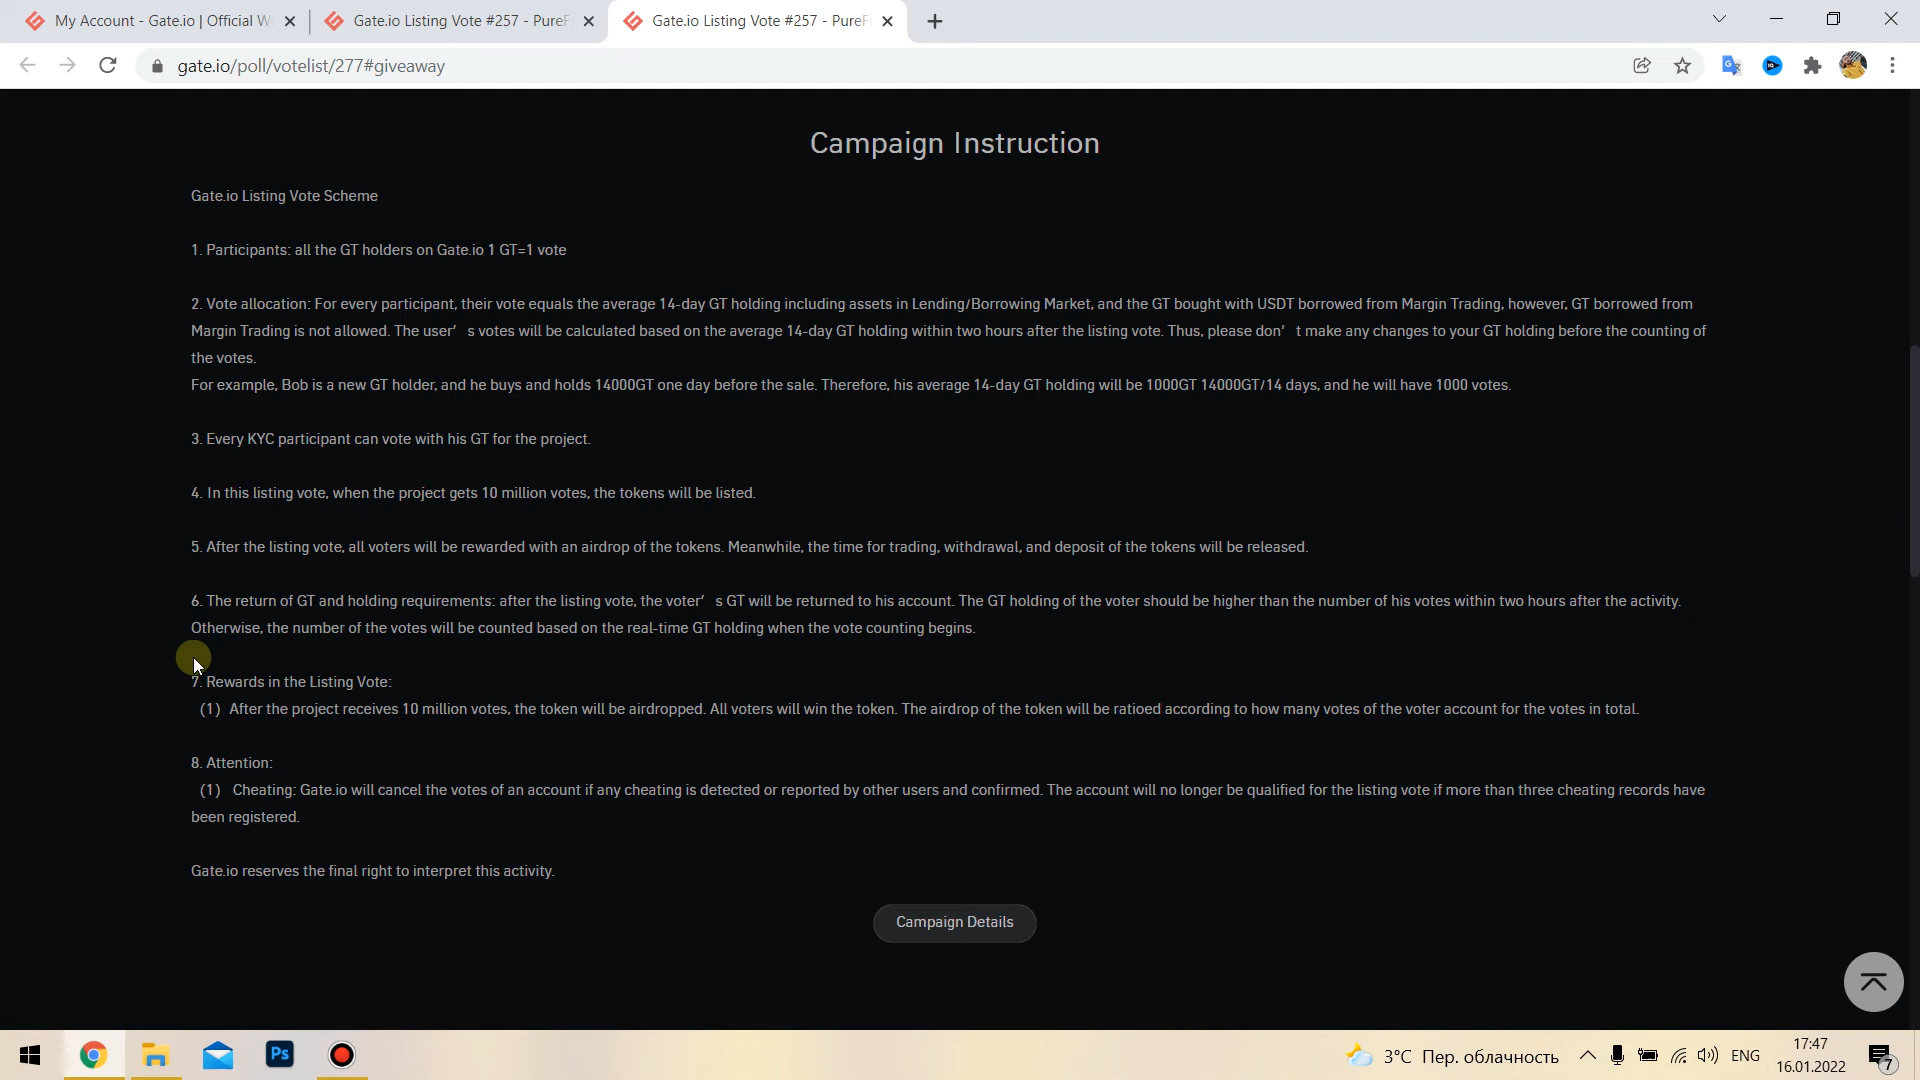 My Account - Gate.io | Official W
Gate.io Listing Vote #257 - PureF
Gate.io Listing Vote #257 - PureF
gate.io/poll/votelist/277#giveaway
Campaign Instruction
Gate.io Listing Vote Scheme
1. Participants: all the GT holders on Gate.io 1 GT=1 vote
2. Vote allocation: For every participant, their vote equals the average 14-day GT holding including assets in Lending/Borrowing Market, and the GT bought with USDT borrowed from Margin Trading, however, GT borrowed from
Margin Trading is not allowed. The user′ s votes will be calculated based on the average 14-day GT holding within two hours after the listing vote. Thus, please don′ t make any changes to your GT holding before the counting of
the votes.
For example, Bob is a new GT holder, and he buys and holds 14000GT one day before the sale. Therefore, his average 14-day GT holding will be 1000GT 14000GT/14 days, and he will have 1000 votes.
3. Every KYC participant can vote with his GT for the project.
4. In this listing vote, when the project gets 10 million votes, the tokens will be listed.
5. After the listing vote, all voters will be rewarded with an airdrop of the tokens. Meanwhile, the time for trading, withdrawal, and deposit of the tokens will be released.
6. The return of GT and holding requirements: after the listing vote, the voter′ s GT will be returned to his account. The GT holding of the voter should be higher than the number of his votes within two hours after the activity.
Otherwise, the number of the votes will be counted based on the real-time GT holding when the vote counting begins.
7. Rewards in the Listing Vote:
(1) After the project receives 10 million votes, the token will be airdropped. All voters will win the token. The airdrop of the token will be ratioed according to how many votes of the voter account for the votes in total.
8. Attention:
(1) Cheating: Gate.io will cancel the votes of an account if any cheating is detected or reported by other users and confirmed. The account will no longer be qualified for the listing vote if more than three cheating records have
been registered.
Gate.io reserves the final right to interpret this activity.
Campaign Details
Ps
3°C Пер. облачность
ENG
17:47
16.01.2022
7